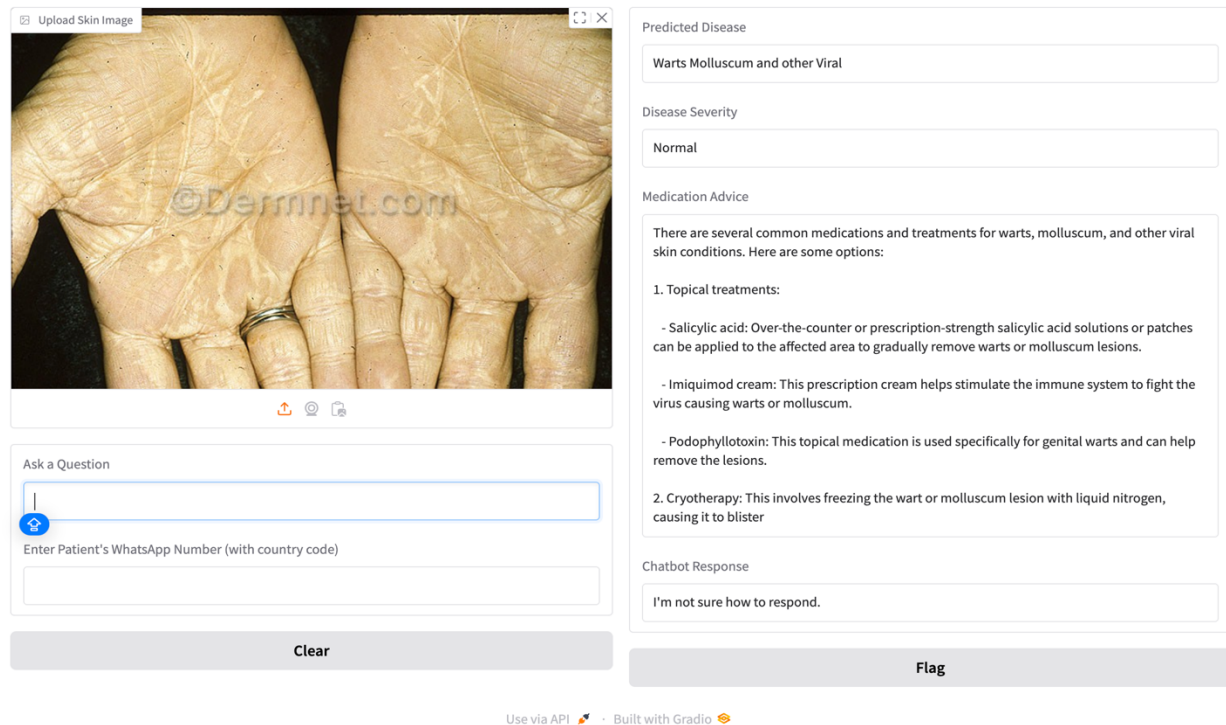 Upload Skin Image
©Dermnet.com
Ask a Question
Enter Patient's WhatsApp Number (with country code)
Clear
Predicted Disease
Warts Molluscum and other Viral
Disease Severity
Normal
Medication Advice
There are several common medications and treatments for warts, molluscum, and other viral
skin conditions. Here are some options:
1. Topical treatments:
- Salicylic acid: Over-the-counter or prescription-strength salicylic acid solutions or patches
can be applied to the affected area to gradually remove warts or molluscum lesions.
- Imiquimod cream: This prescription cream helps stimulate the immune system to fight the
virus causing warts or molluscum.
- Podophyllotoxin: This topical medication is used specifically for genital warts and can help
remove the lesions.
2. Cryotherapy: This involves freezing the wart or molluscum lesion with liquid nitrogen,
causing it to blister
Chatbot Response
I'm not sure how to respond.
Flag
Use via API · Built with Gradio